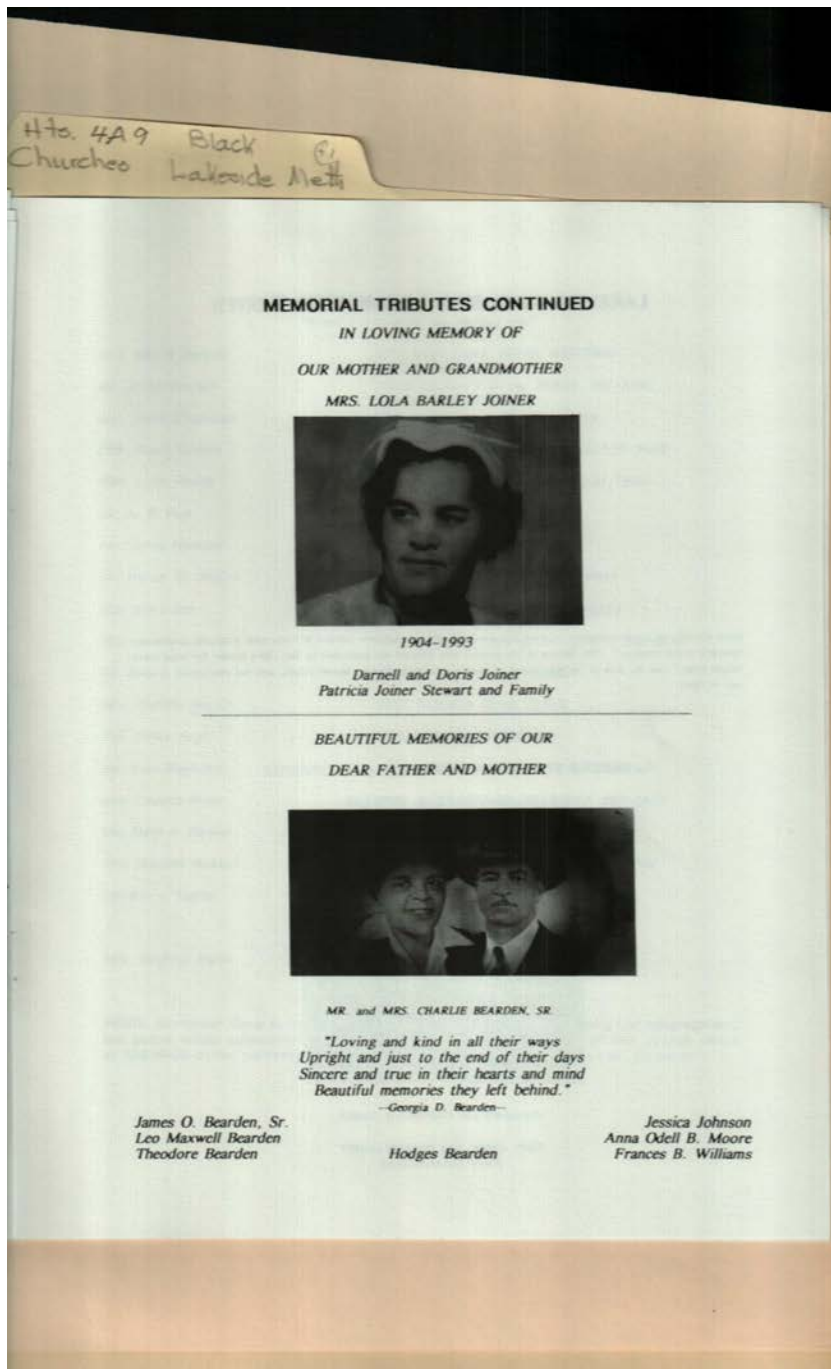 Hto. 4A9 Black
Churches Lakeside Meth
MEMORIAL TRIBUTES CONTINUED
IN LOVING MEMORY OF
OUR MOTHER AND GRANDMOTHER
MRS. LOLA BARLEY JOINER
1904-1993
Darnell and Doris Joiner
Patricia Joiner Stewart and Family
BEAUTIFUL MEMORIES OF OUR
DEAR FATHER AND MOTHER
MR. and MRS. CHARLIE BEARDEN, SR.
"Loving and kind in all their ways
Upright and just to the end of their days
Sincere and true in their hearts and mind
Beautiful memories they left behind."
--Georgia D. Bearden--
James O. Bearden, Sr. Jessica Johnson
Leo Maxwell Bearden Anna Odell B. Moore
Theodore Bearden Hodges Bearden Frances B. Williams